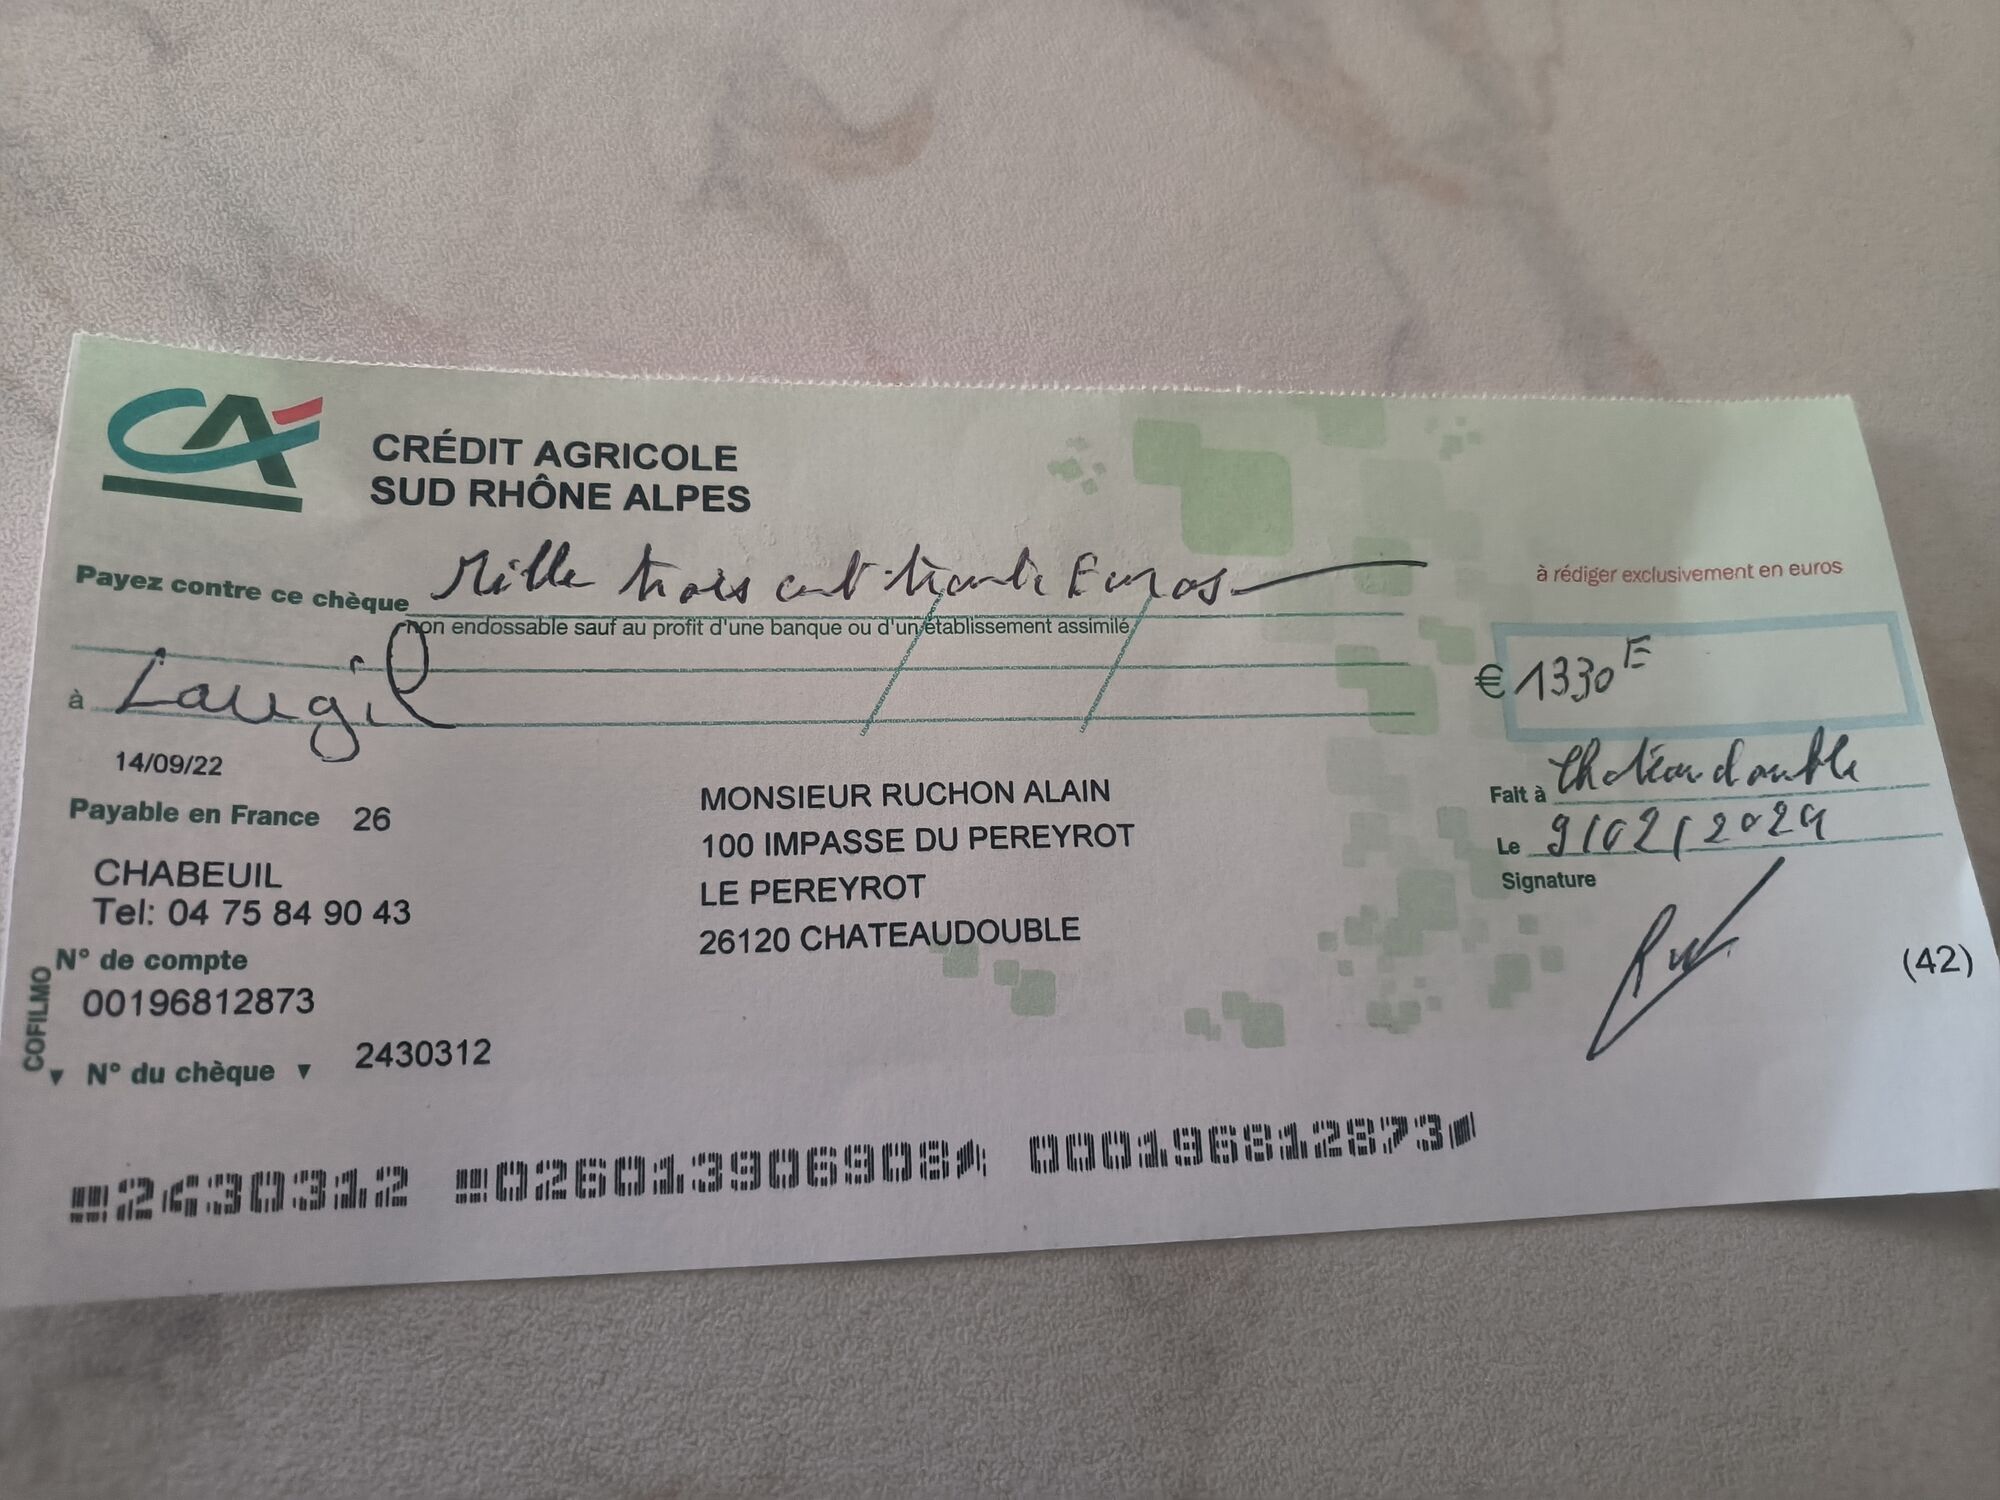 CA
CRÉDIT AGRICOLE
SUD RHÔNE ALPES
Payez contre ce chèque Mille trois cent trente Euros
à rédiger exclusivement en euros
non endossable sauf au profit d'une banque ou d'un établissement assimilé
€ 1330 E
à Laugil
14/09/22
Payable en France 26
CHABEUIL
Tel: 04 75 84 90 43
N° de compte
00196812873
COFILMO
N° du chèque 2430312
MONSIEUR RUCHON ALAIN
100 IMPASSE DU PEREYROT
LE PEREYROT
26120 CHATEAUDOUBLE
Fait à Chateaudouble
Le 9/02/2024
Signature
(42)
2430312 026013906908 000196812873